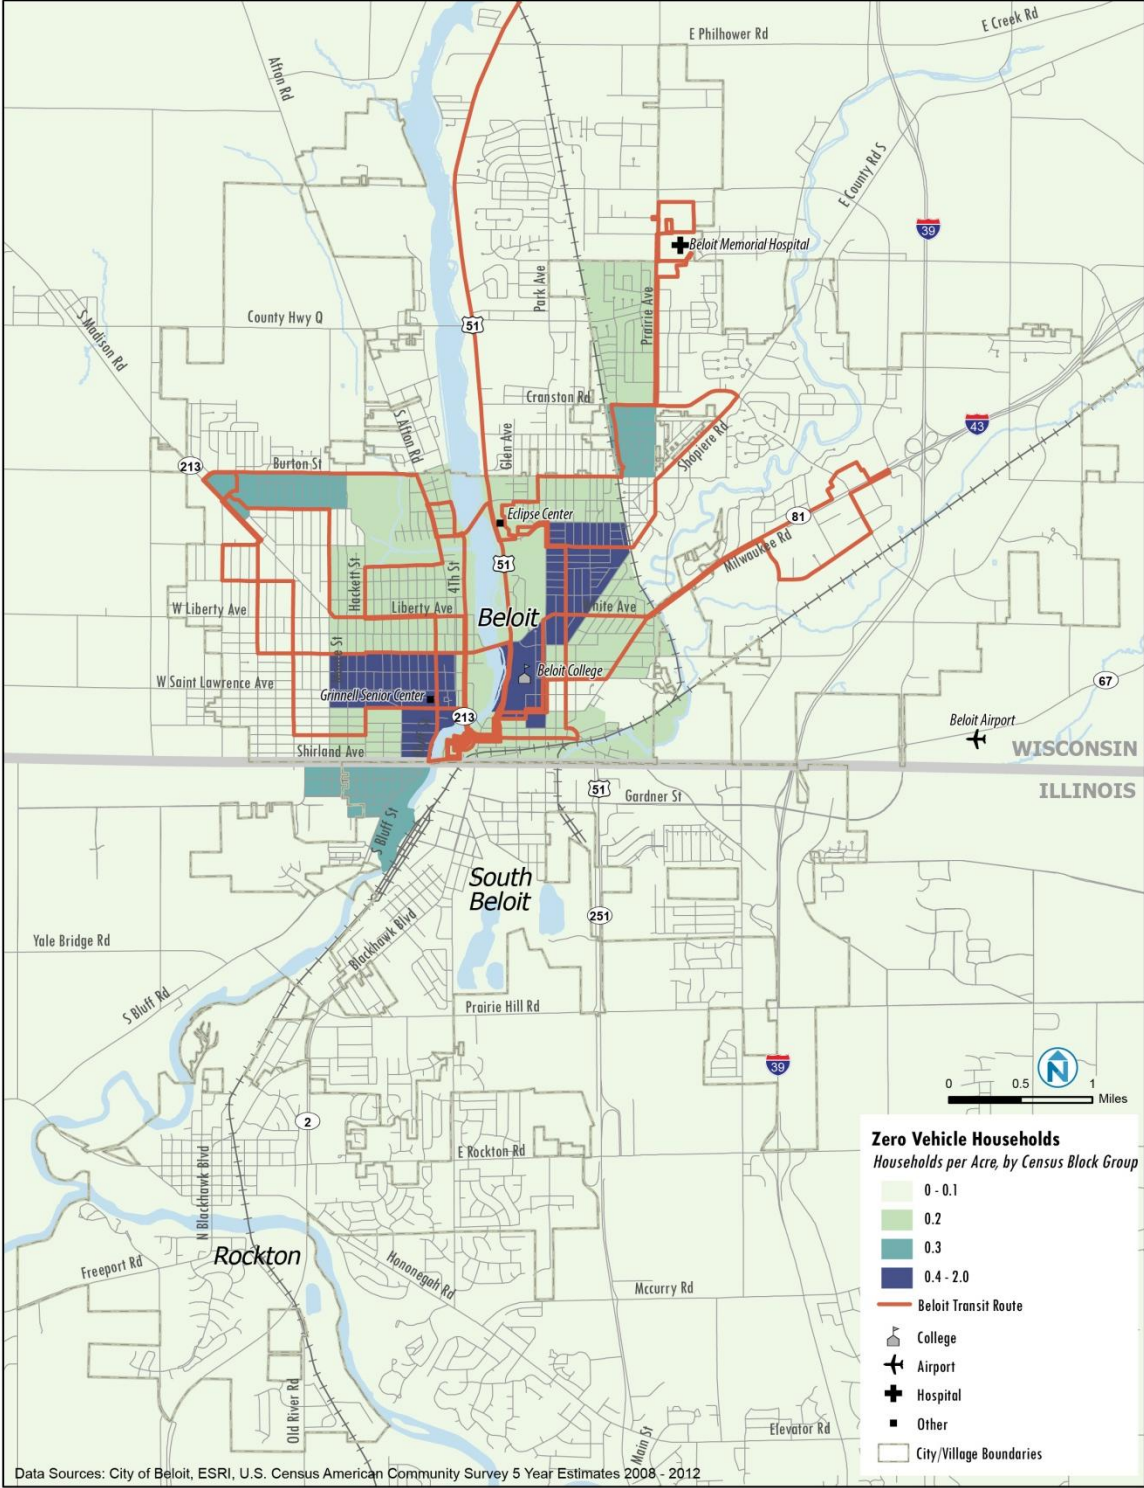 E Philhower Rd
E Creek Rd
Afton Rd
E County Rd S
39
Beloit Memorial Hospital
Park Ave
Prairie Ave
County Hwy Q
51
S Madison Rd
Cranston Rd
43
S Afton Rd
Glen Ave
Shopiere Rd
213
Burton St
Eclipse Center
81
Milwaukee Rd
51
Hackett St
4Th St
W Liberty Ave
Liberty Ave
White Ave
Beloit
Beloit College
W Saint Lawrence Ave
Grinnell Senior Center
67
213
Beloit Airport
Shirland Ave
WISCONSIN
ILLINOIS
51
Gardner St
S Bluff St
South
Beloit
251
Yale Bridge Rd
Blackhawk Blvd
S Bluff Rd
Prairie Hill Rd
39
N
0 0.5 1
Miles
2
E Rockton Rd
N Blackhawk Blvd
Rockton
Freeport Rd
Hononegah Rd
Mccurry Rd
Old River Rd
Main St
Elevator Rd
Zero Vehicle Households
Households per Acre, by Census Block Group
0 - 0.1
0.2
0.3
0.4 - 2.0
Beloit Transit Route
College
Airport
Hospital
Other
City/Village Boundaries
Data Sources: City of Beloit, ESRI, U.S. Census American Community Survey 5 Year Estimates 2008 - 2012